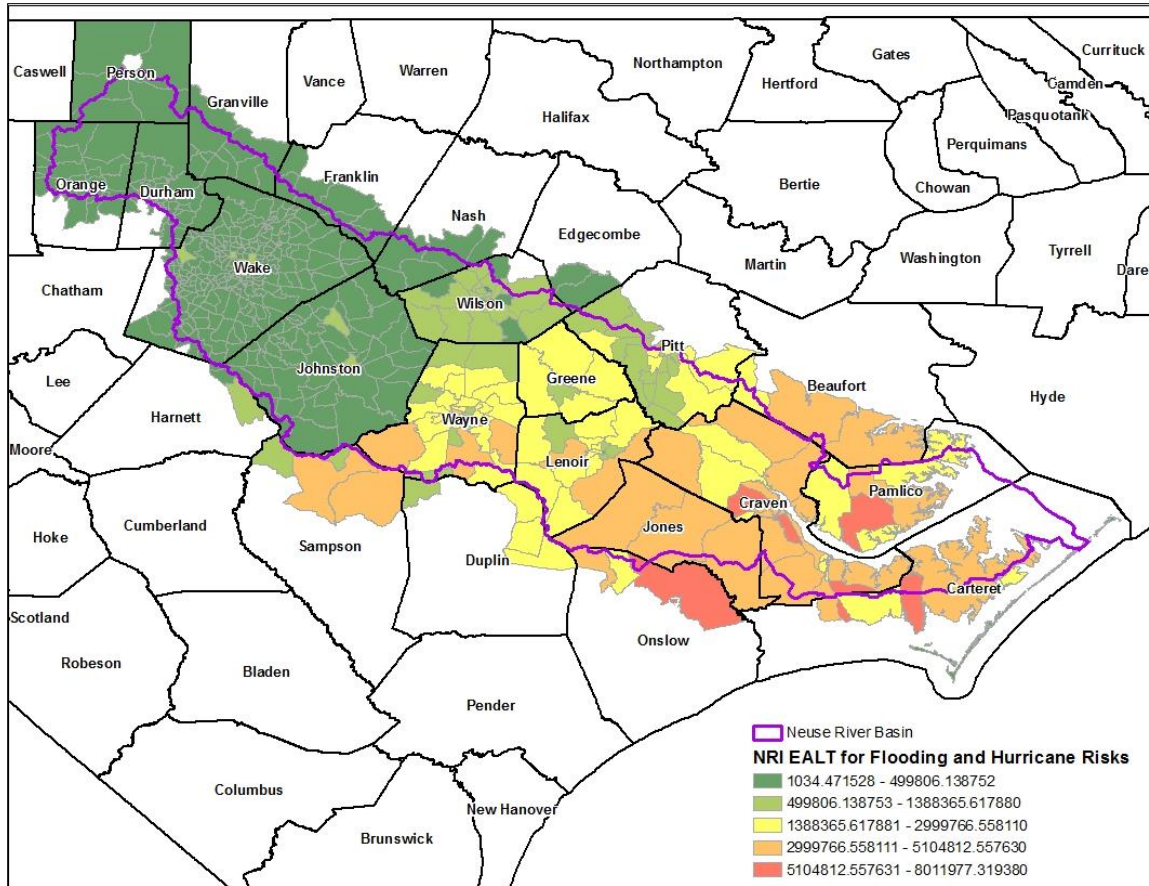 Gates
Currituck
Camden
Caswell
Person
Vance
Warren
Northampton
Hertford
Granville
Pasquotank
Halifax
Perquimans
Orange
Durham
Franklin
Bertie
Chowan
Nash
Edgecombe
Martin
Washington
Tyrrell
Dare
Chatham
Wake
Wilson
Pitt
Lee
Johnston
Greene
Beaufort
Hyde
Harnett
Wayne
Moore
Lenoir
Pamlico
Craven
Hoke
Cumberland
Sampson
Jones
Duplin
Carteret
Scotland
Onslow
Robeson
Bladen
Pender
Columbus
New Hanover
Brunswick
Neuse River Basin
NRI EALT for Flooding and Hurricane Risks
1034.471528 - 499806.138752
499806.138753 - 1388365.617880
1388365.617881 - 2999766.558110
2999766.558111 - 5104812.557630
5104812.557631 - 8011977.319380